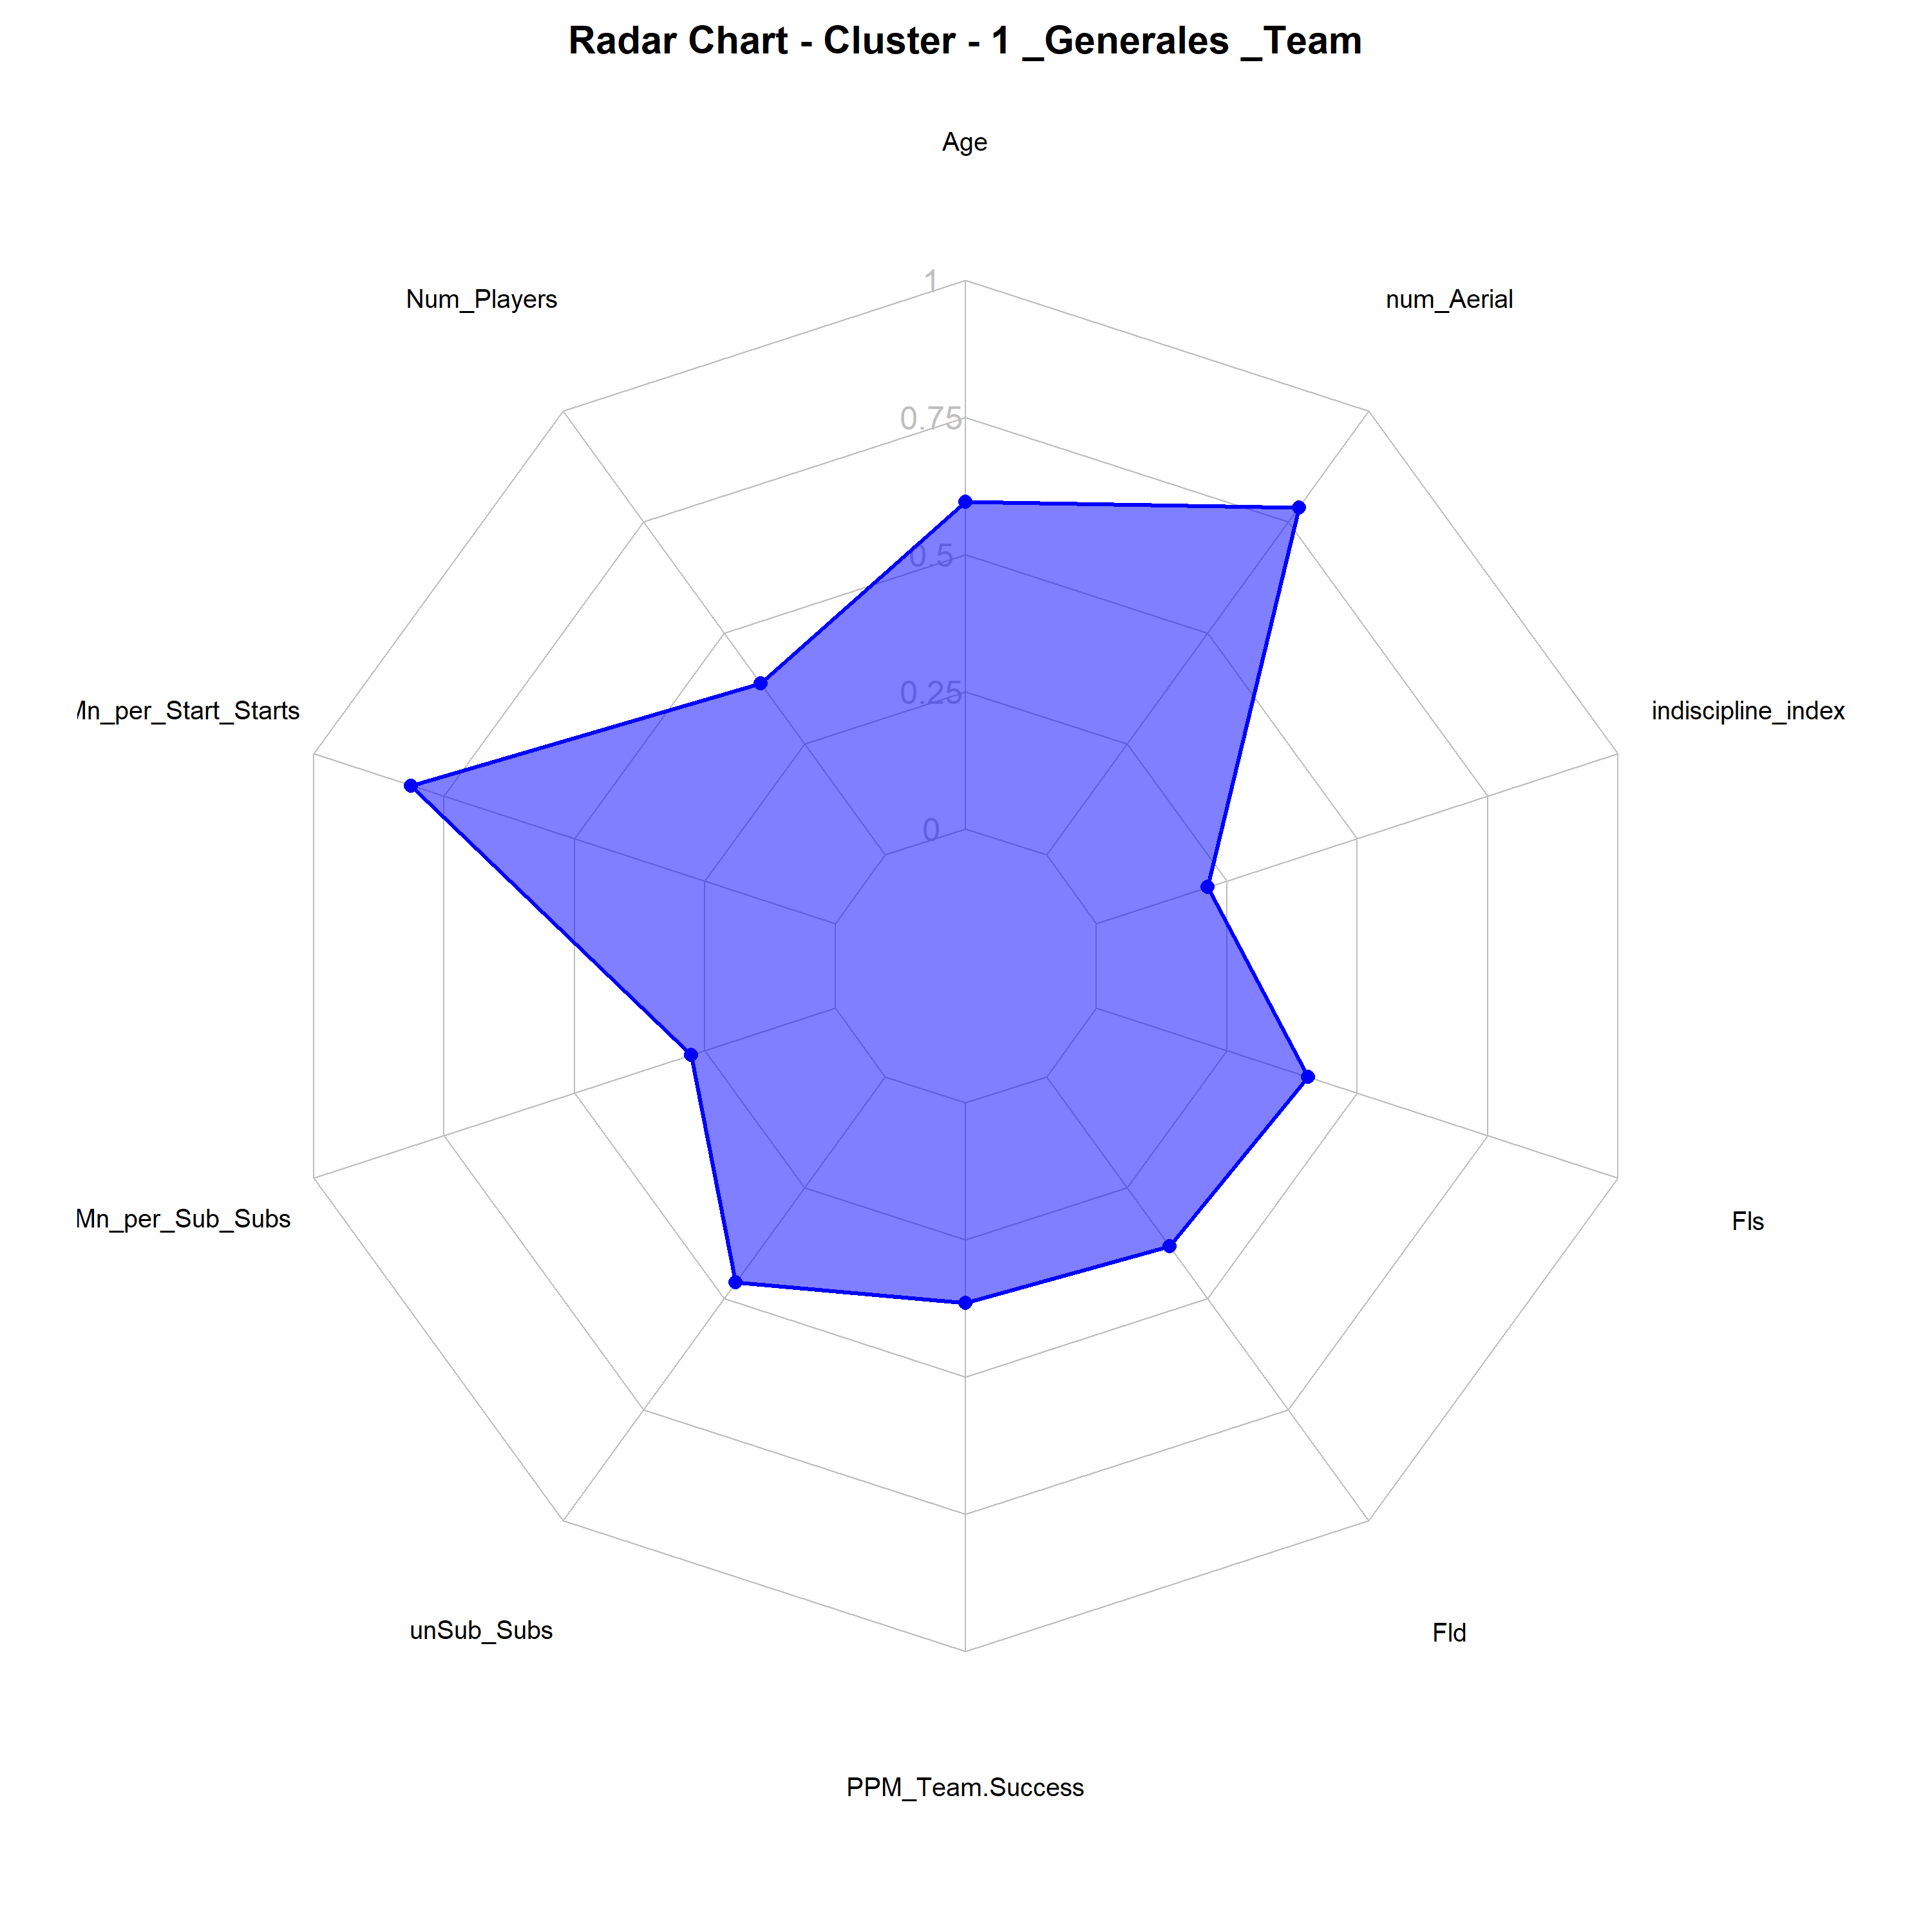 Radar Chart - Cluster - 1 _Generales _Team
Age
num_Aerial
Num_Players
1
0.75
0.5
0.25
0
Mn_per_Start_Starts
indiscipline_index
Mn_per_Sub_Subs
Fls
unSub_Subs
Fld
PPM_Team.Success